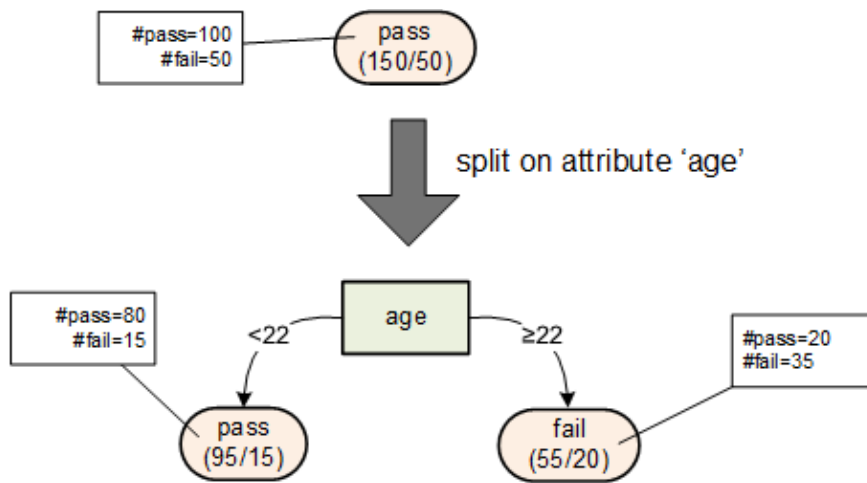 #pass=100
#fail=50
pass
(150/50)
split on attribute ‘age’
age
<22
≥22
#pass=80
#fail=15
#pass=20
#fail=35
pass
(95/15)
fail
(55/20)